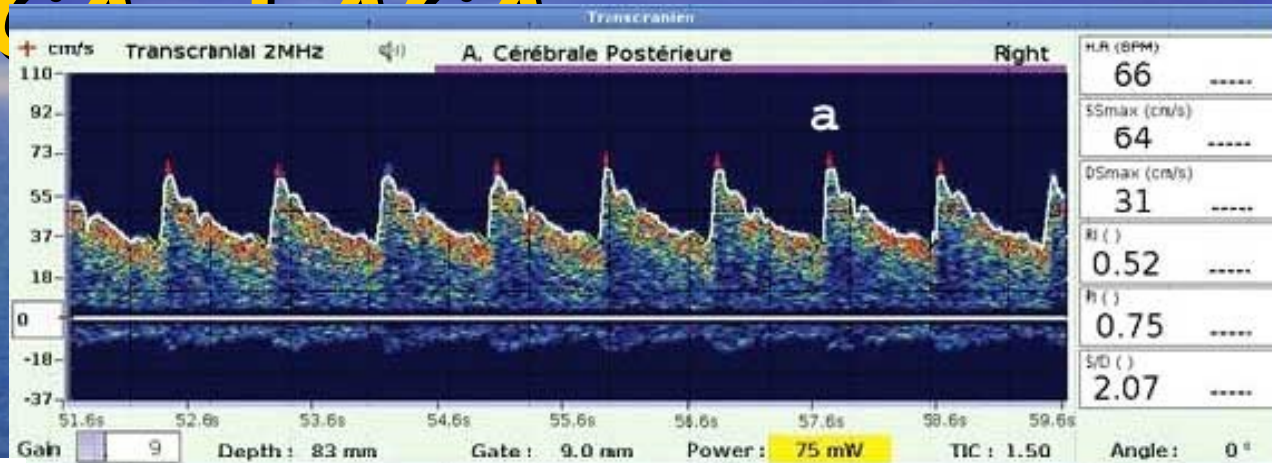 Transcranien
+ cm/s Transcranial 2MHz A. Cérébrale Postérieure Right
110
92
73
55
37
18
0
-18
-37
a
51.6s 52.6s 53.6s 54.6s 55.6s 56.6s 57.6s 58.6s 59.6s
Gain 9 Depth : 83 mm Gate : 9.0 mm Power : 75 mW TIC : 1.50 Angle : 0 °
H.R (BPM)
66 -----
SSmax (cm/s)
64 -----
DSmax (cm/s)
31 -----
RI ( )
0.52 -----
PI ( )
0.75 -----
S/D ( )
2.07 -----